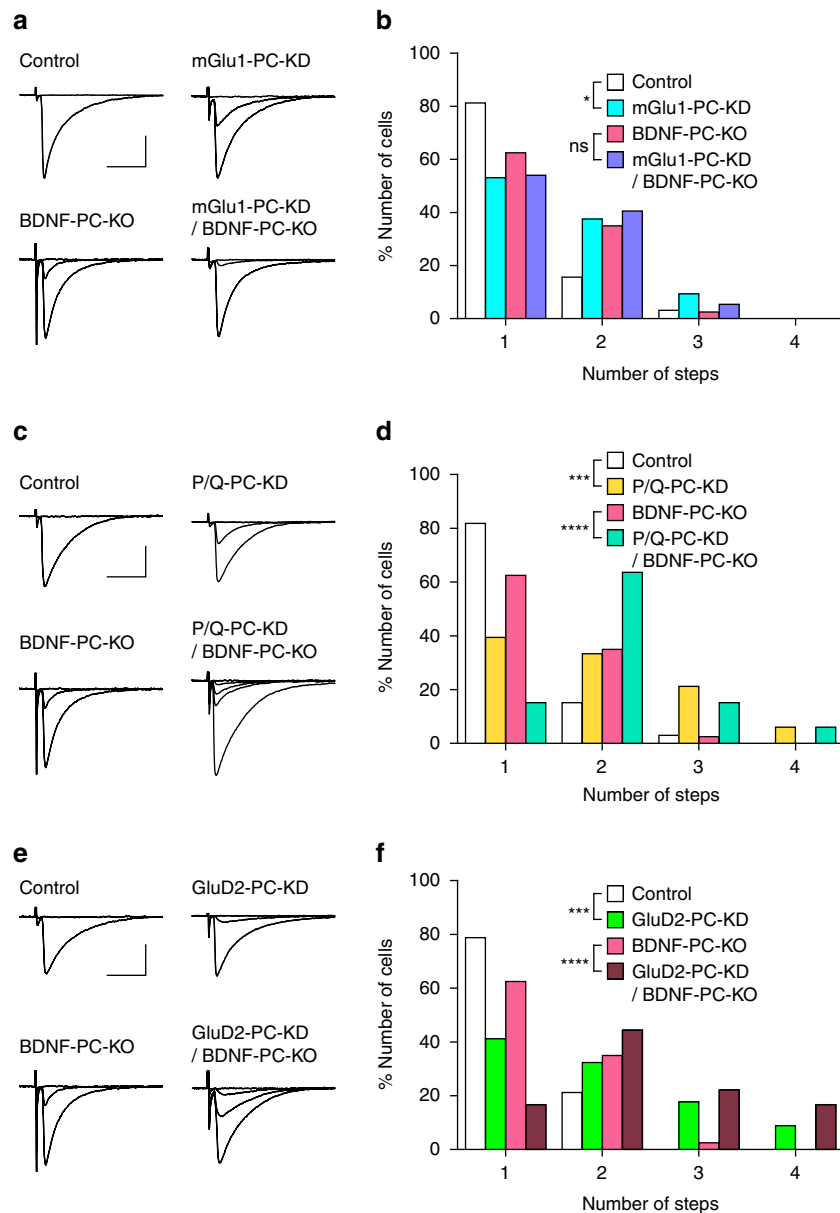 a
Control
mGlu1-PC-KD
BDNF-PC-KO
mGlu1-PC-KD
/ BDNF-PC-KO
b
100
80
60
40
20
0
% Number of cells
* Control
mGlu1-PC-KD
ns BDNF-PC-KO
mGlu1-PC-KD
/ BDNF-PC-KO
1 2 3 4
Number of steps
c
Control
P/Q-PC-KD
BDNF-PC-KO
P/Q-PC-KD
/ BDNF-PC-KO
d
100
80
60
40
20
0
% Number of cells
*** Control
P/Q-PC-KD
**** BDNF-PC-KO
P/Q-PC-KD
/ BDNF-PC-KO
1 2 3 4
Number of steps
e
Control
GluD2-PC-KD
BDNF-PC-KO
GluD2-PC-KD
/ BDNF-PC-KO
f
100
80
60
40
20
0
% Number of cells
*** Control
GluD2-PC-KD
**** BDNF-PC-KO
GluD2-PC-KD
/ BDNF-PC-KO
1 2 3 4
Number of steps